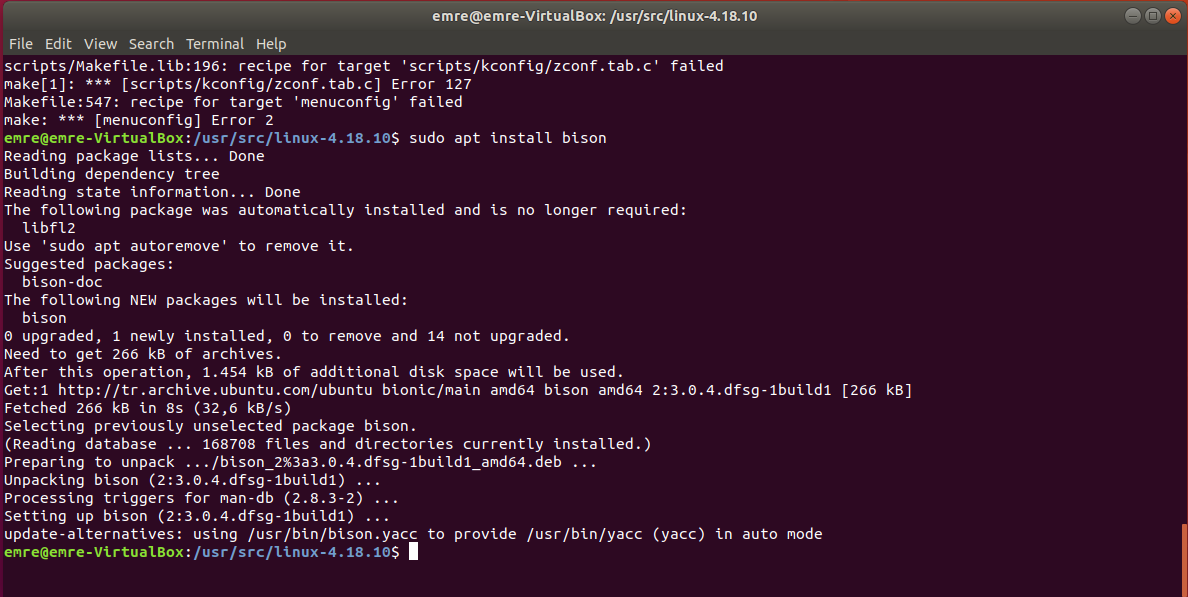 emre@emre-VirtualBox: /usr/src/linux-4.18.10
File Edit View Search Terminal Help
scripts/Makefile.lib:196: recipe for target 'scripts/kconfig/zconf.tab.c' failed
make[1]: *** [scripts/kconfig/zconf.tab.c] Error 127
Makefile:547: recipe for target 'menuconfig' failed
make: *** [menuconfig] Error 2
emre@emre-VirtualBox:/usr/src/linux-4.18.10$ sudo apt install bison
Reading package lists... Done
Building dependency tree
Reading state information... Done
The following package was automatically installed and is no longer required:
  libfl2
Use 'sudo apt autoremove' to remove it.
Suggested packages:
  bison-doc
The following NEW packages will be installed:
  bison
0 upgraded, 1 newly installed, 0 to remove and 14 not upgraded.
Need to get 266 kB of archives.
After this operation, 1.454 kB of additional disk space will be used.
Get:1 http://tr.archive.ubuntu.com/ubuntu bionic/main amd64 bison amd64 2:3.0.4.dfsg-1build1 [266 kB]
Fetched 266 kB in 8s (32,6 kB/s)
Selecting previously unselected package bison.
(Reading database ... 168708 files and directories currently installed.)
Preparing to unpack .../bison_2%3a3.0.4.dfsg-1build1_amd64.deb ...
Unpacking bison (2:3.0.4.dfsg-1build1) ...
Processing triggers for man-db (2.8.3-2) ...
Setting up bison (2:3.0.4.dfsg-1build1) ...
update-alternatives: using /usr/bin/bison.yacc to provide /usr/bin/yacc (yacc) in auto mode
emre@emre-VirtualBox:/usr/src/linux-4.18.10$